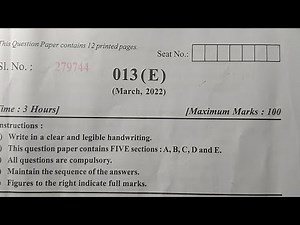 This Question Paper contains 12 printed pages.
Sl. No. : 279744
Seat No.:
013 (E)
(March, 2022)
Time : 3 Hours]
[Maximum Marks : 100
Instructions :
) Write in a clear and legible handwriting.
) This question paper contains FIVE sections : A, B, C, D and E.
) All questions are compulsory.
) Maintain the sequence of the answers.
) Figures to the right indicate full marks.